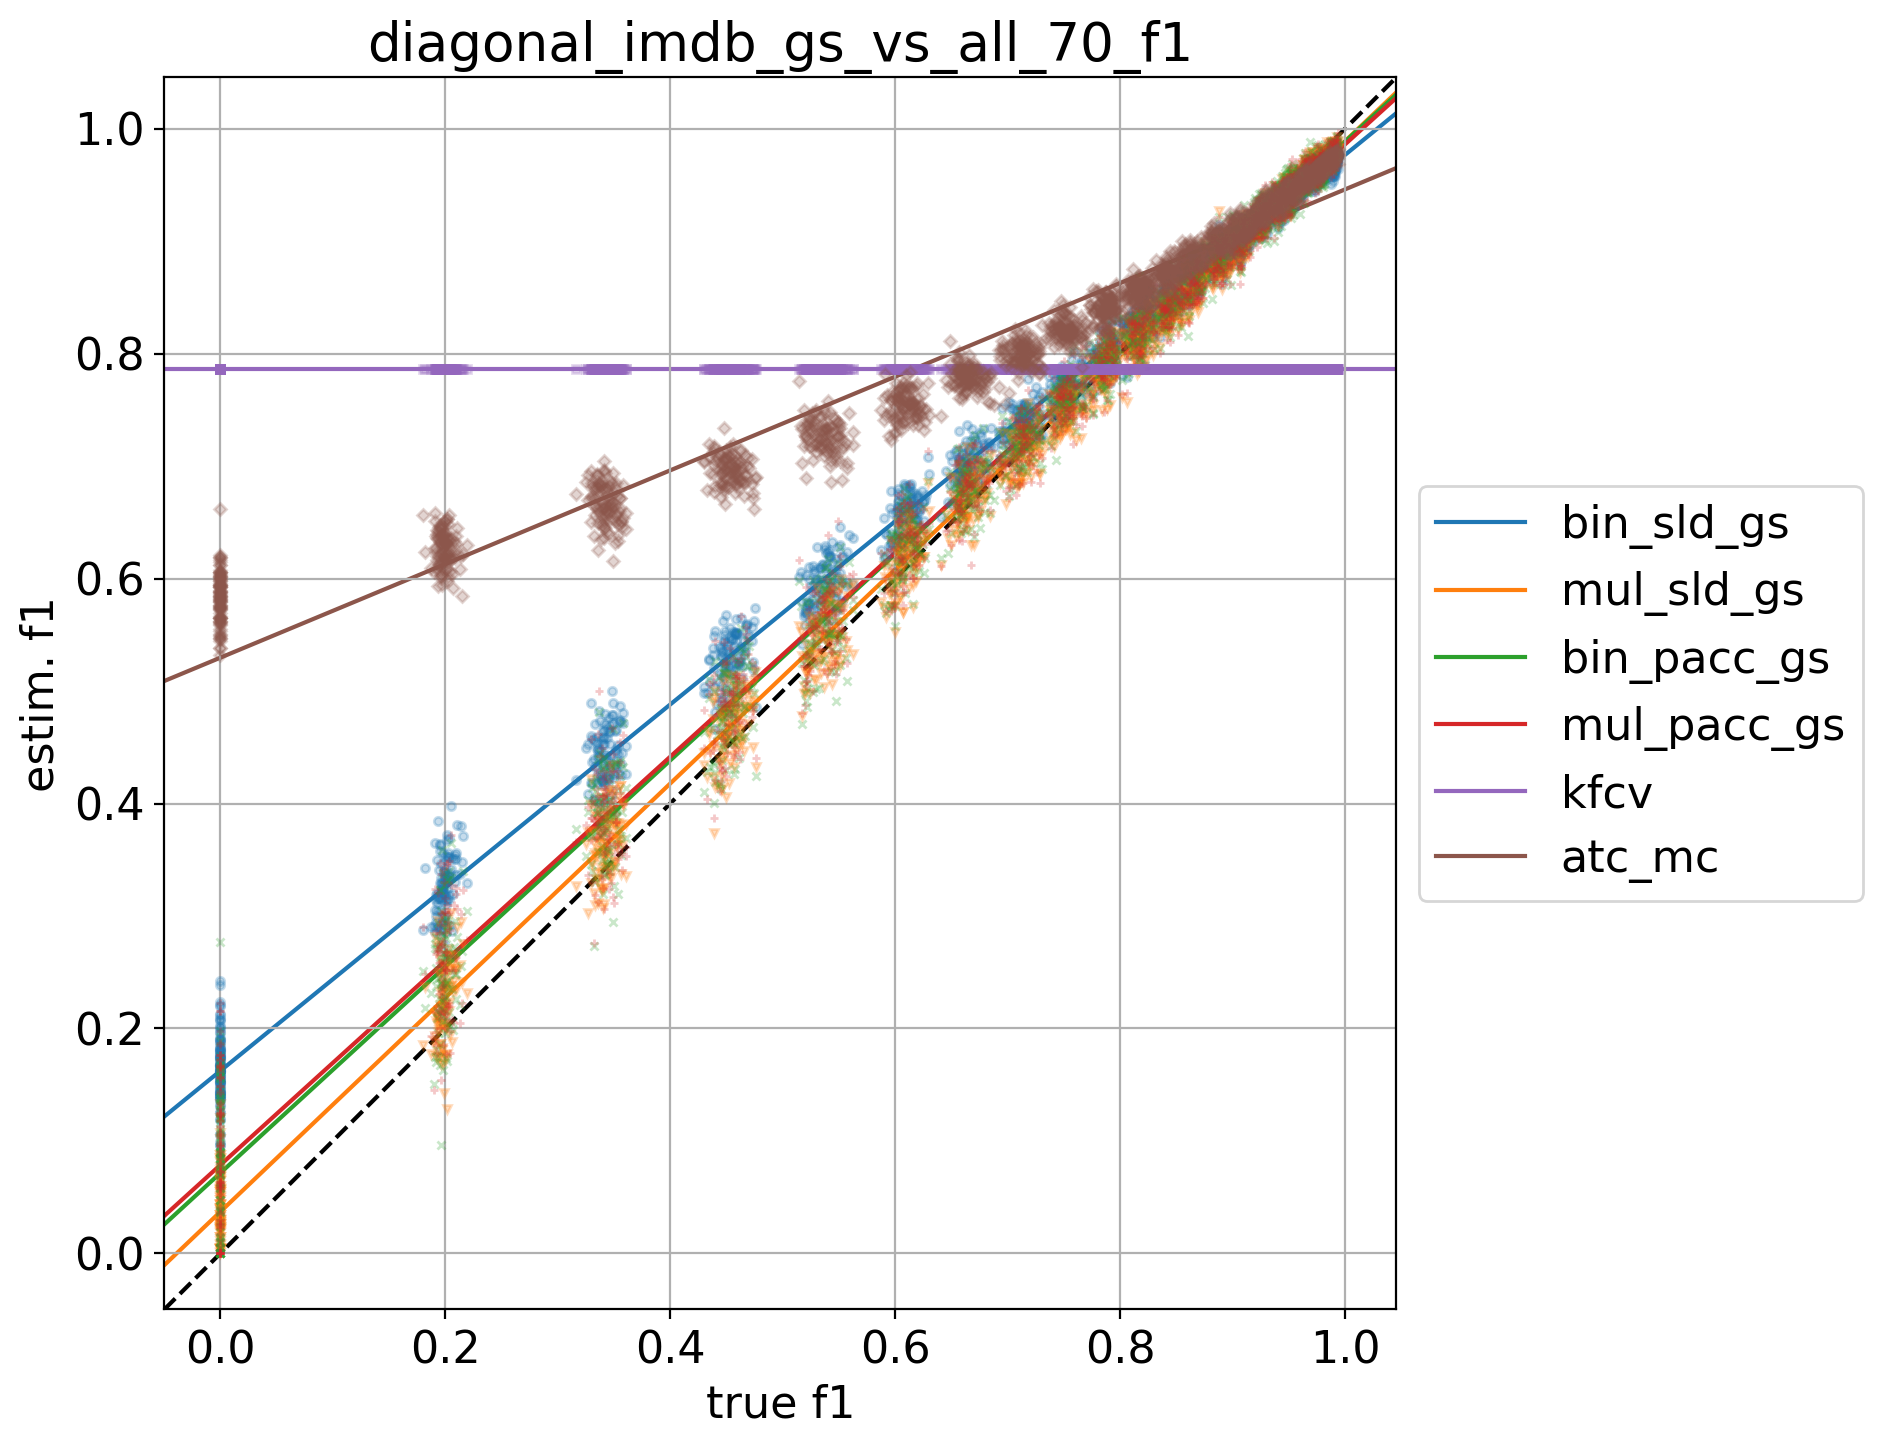 diagonal_imdb_gs_vs_all_70_f1
1.0
0.8
0.6
0.4
0.2
0.0
estim. f1
0.0 0.2 0.4 0.6 0.8 1.0
true f1
bin_sld_gs
mul_sld_gs
bin_pacc_gs
mul_pacc_gs
kfcv
atc_mc